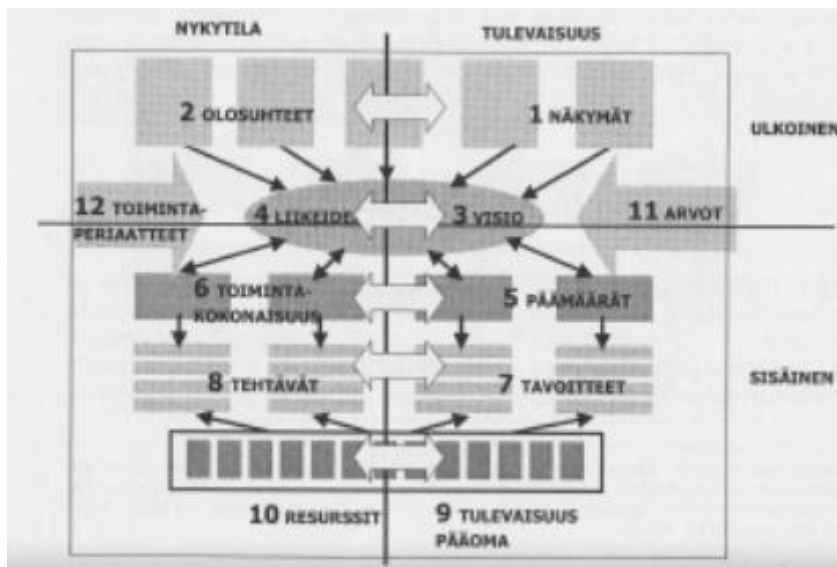 NYKYTILA
TULEVAISUUS
2 OLOSUHTEET
1 NÄKYMÄT
ULKOINEN
12 TOIMINTA-
PERIAATTEET
4 LIIKEIDEA
3 VISIO
11 ARVOT
6 TOIMINTA-
KOKONAISUUS
5 PÄÄMÄÄRÄT
8 TEHTÄVÄT
7 TAVOITTEET
SISÄINEN
10 RESURSSIT
9 TULEVAISUUS
PÄÄOMA